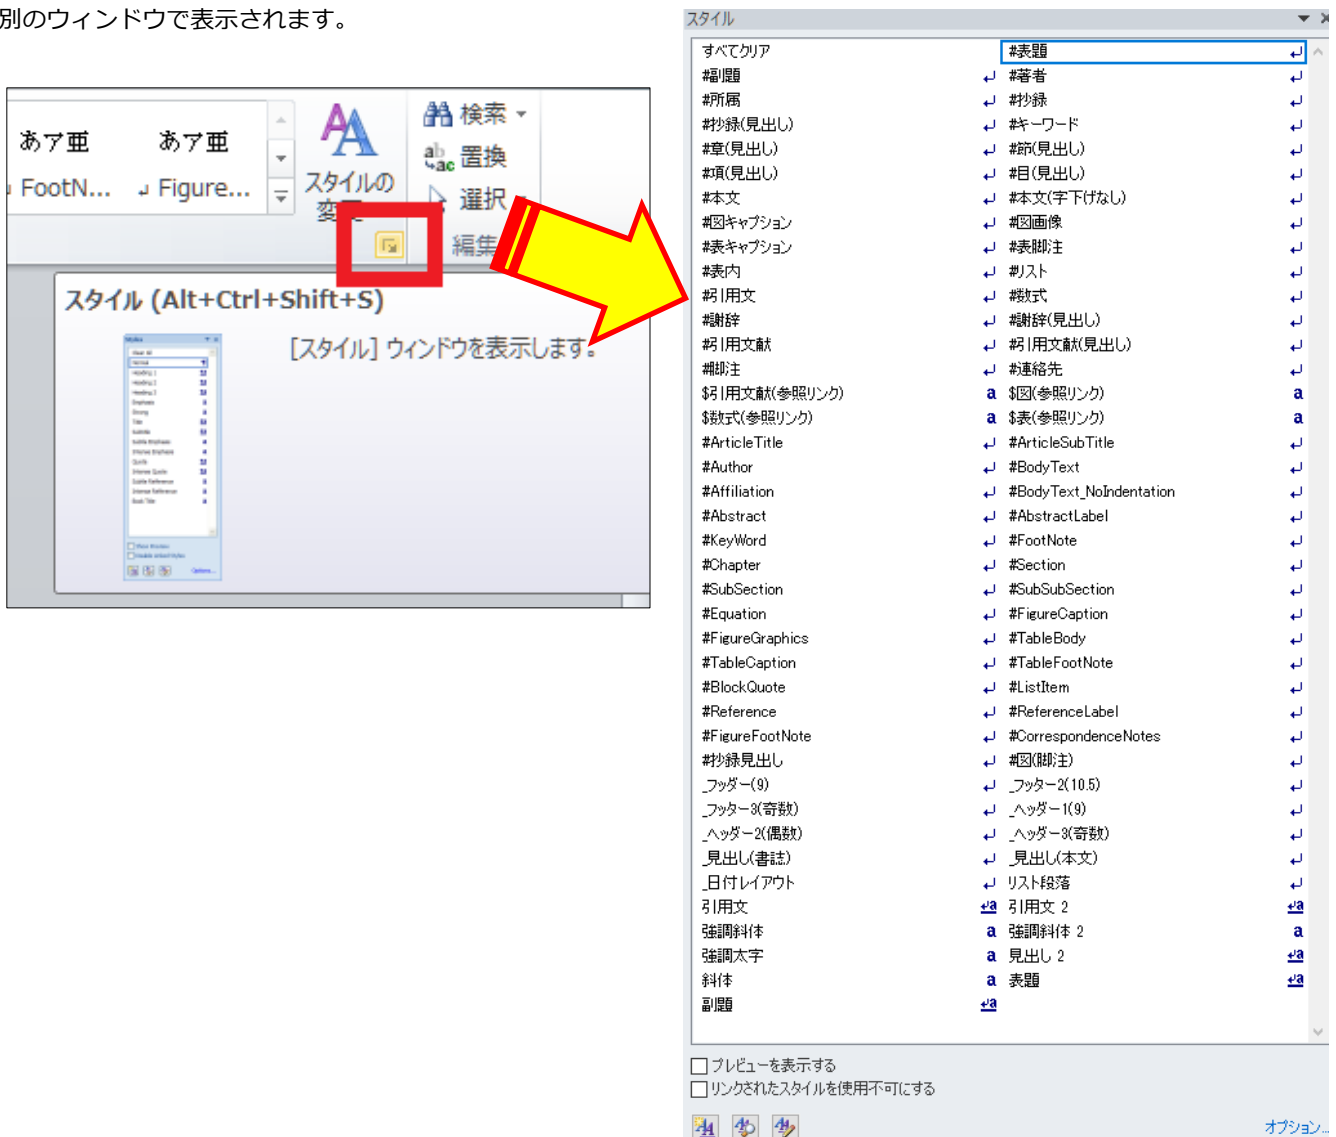 別のウィンドウで表示されます。
あア亜 あア亜
FootN... Figure...
スタイルの
変更
検索
置換
選択
編集
スタイル (Alt+Ctrl+Shift+S)
[スタイル] ウィンドウを表示します。
スタイル
すべてクリア #表題
#副題 #著者
#所属 #抄録
#抄録(見出し) #キーワード
#章(見出し) #節(見出し)
#項(見出し) #目(見出し)
#本文 #本文(字下げなし)
#図キャプション #図画像
#表キャプション #表脚注
#表内 #リスト
#引用文 #数式
#謝辞 #謝辞(見出し)
#引用文献 #引用文献(見出し)
#脚注 #連絡先
$引用文献(参照リンク) a $図(参照リンク) a
$数式(参照リンク) a $表(参照リンク) a
#ArticleTitle #ArticleSubTitle
#Author #BodyText
#Affiliation #BodyText_NoIndentation
#Abstract #AbstractLabel
#KeyWord #FootNote
#Chapter #Section
#SubSection #SubSubSection
#Equation #FigureCaption
#FigureGraphics #TableBody
#TableCaption #TableFootNote
#BlockQuote #ListItem
#Reference #ReferenceLabel
#FigureFootNote #CorrespondenceNotes
#抄録見出し #図(脚注)
_フッダー(9) _フッター2(10.5)
_フッター3(奇数) _ヘッダー1(9)
_ヘッダー2(偶数) _ヘッダー3(奇数)
_見出し(書誌) _見出し(本文)
_日付レイアウト リスト段落
引用文 a 引用文 2 a
強調斜体 a 強調斜体 2 a
強調太字 a 見出し 2 a
斜体 a 表題 a
副題 a
プレビューを表示する
リンクされたスタイルを使用不可にする
オプション...